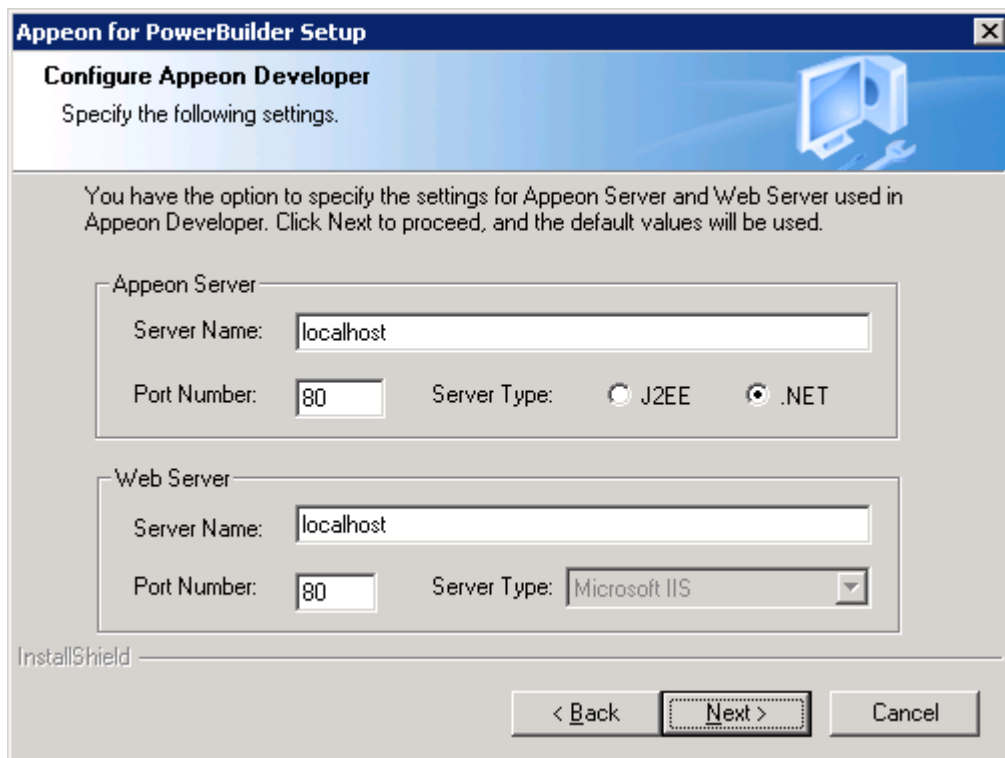 Appeon for PowerBuilder Setup
Configure Appeon Developer
Specify the following settings.
You have the option to specify the settings for Appeon Server and Web Server used in
Appeon Developer. Click Next to proceed, and the default values will be used.
Appeon Server
Server Name: localhost
Port Number: 80 Server Type: J2EE .NET
Web Server
Server Name: localhost
Port Number: 80 Server Type: Microsoft IIS
InstallShield
< Back Next > Cancel